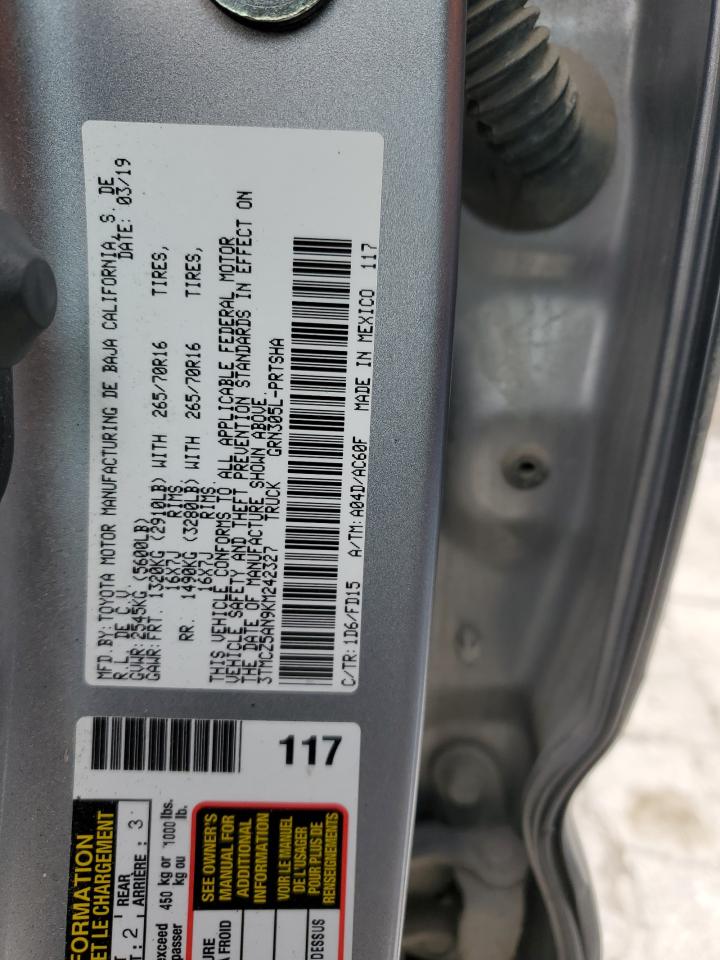 MFD.BY:TOYOTA MOTOR MANUFACTURING DE BAJA CALIFORNIA, S. DE
R.L. DE C.V. DATE: 03/19
GVWR:2545KG (5600LB)
GAWR:FRT. 1320KG (2910LB) WITH 265/70R16 TIRES,
16X7J RIMS,
RR. 1490KG (3280LB) WITH 265/70R16 TIRES,
16X7J RIMS.
THIS VEHICLE CONFORMS TO ALL APPLICABLE FEDERAL MOTOR
VEHICLE SAFETY AND THEFT PREVENTION STANDARDS IN EFFECT ON
THE DATE OF MANUFACTURE SHOWN ABOVE.
3TMCZ5AN9KM242327 TRUCK GRN305L-PRTSHA
C/TR:1D6/FD15 A/TM:A04D/AC60F MADE IN MEXICO 117
117
FORMATION
ET LE CHARGEMENT
T : 2 REAR
ARRIÈRE : 3
exceed 450 kg or 1000 lbs.
passer kg ou lb.
SEE OWNER'S
MANUAL FOR
ADDITIONAL
INFORMATION
VOIR LE MANUEL
DE L'USAGER
POUR PLUS DE
RENSEIGNEMENTS
URE
A FROID
DESSUS